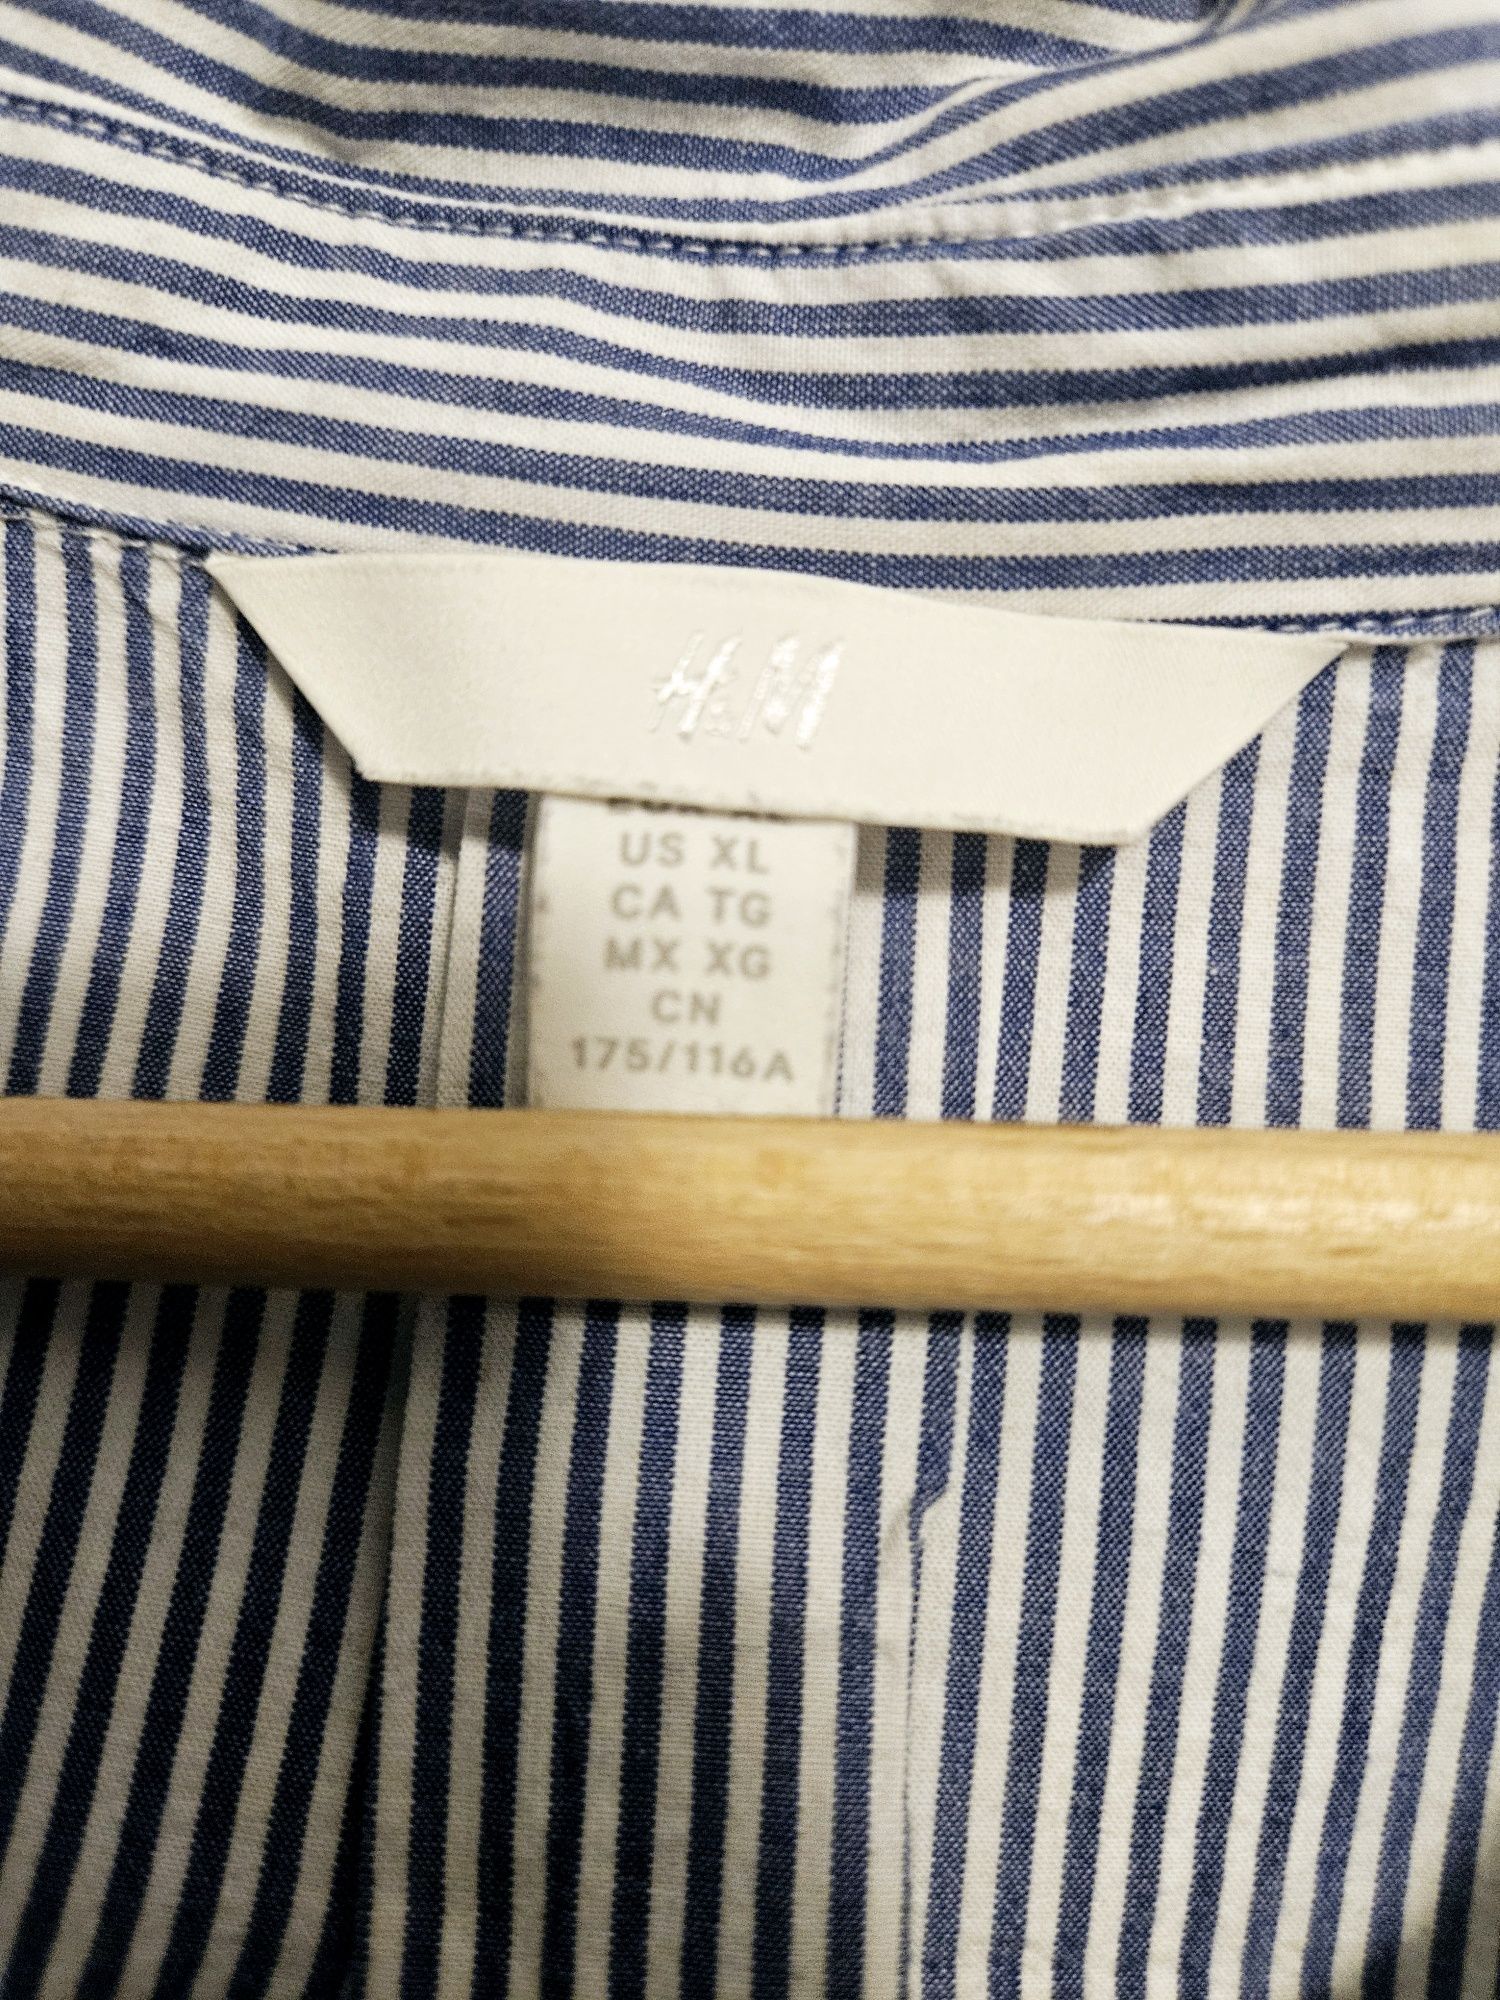 H&M
US XL
CA TG
MX XG
CN
175/116A